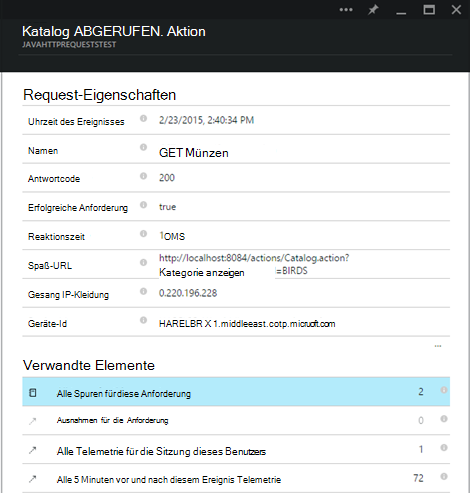 Katalog ABGERUFEN. Aktion
JAVAHTTPREQUESTSTEST
Request-Eigenschaften
Uhrzeit des Ereignisses 2/23/2015, 2:40:34 PM
Namen GET Münzen
Antwortcode 200
Erfolgreiche Anforderung true
Reaktionszeit 1OMS
Spaß-URL http://localhost:8084/actions/Catalog.action?
Kategorie anzeigen =BIRDS
Gesang IP-Kleidung 0.220.196.228
Geräte-Id HARELBR X 1.middleeast.cotp.micruoft.com
...
Verwandte Elemente
Alle Spuren für diese Anforderung 2
Ausnahmen für die Anforderung 0
Alle Telemetrie für die Sitzung dieses Benutzers 1
Alle 5 Minuten vor und nach diesem Ereignis Telemetrie 72